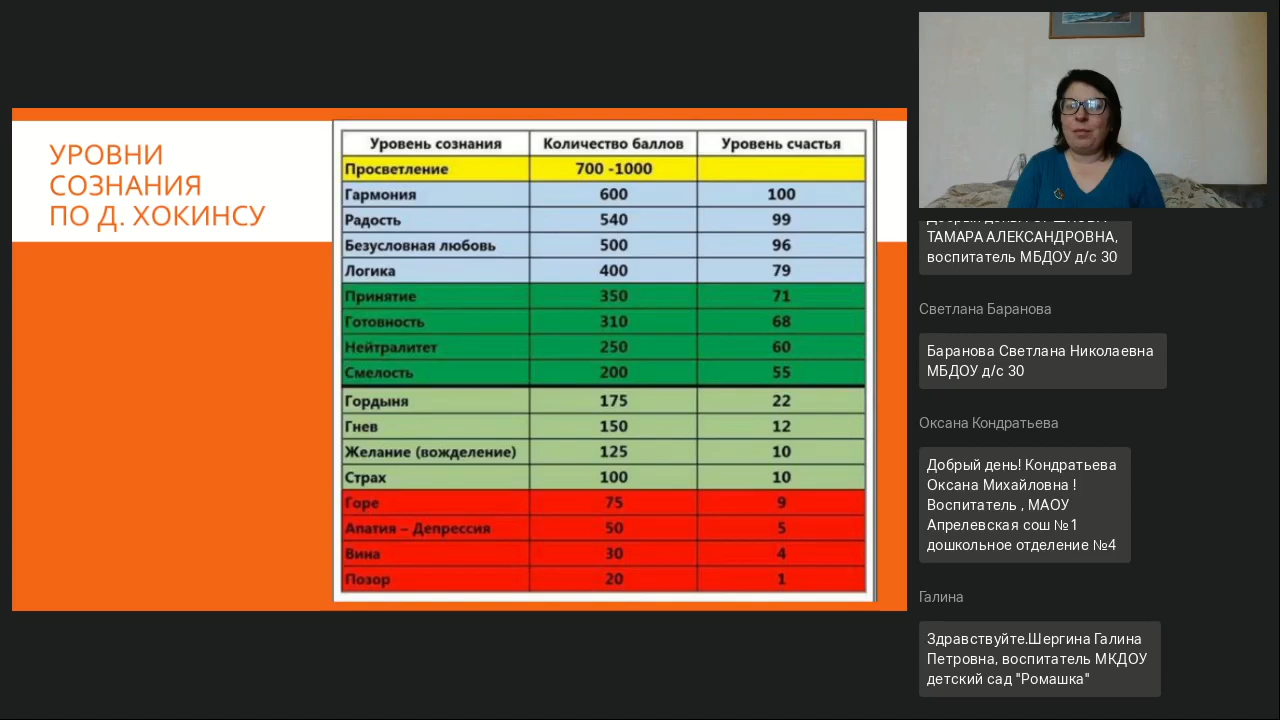 УРОВНИ
СОЗНАНИЯ
ПО Д. ХОКИНСУ
Уровень сознания Количество баллов Уровень счастья
Просветление 700 -1000
Гармония 600 100
Радость 540 99
Безусловная любовь 500 96
Логика 400 79
Принятие 350 71
Готовность 310 68
Нейтралитет 250 60
Смелость 200 55
Гордыня 175 22
Гнев 150 12
Желание (вожделение) 125 10
Страх 100 10
Горе 75 9
Апатия – Депрессия 50 5
Вина 30 4
Позор 20 1
ТАМАРА АЛЕКСАНДРОВНА,
воспитатель МБДОУ д/с 30
Светлана Баранова
Баранова Светлана Николаевна
МБДОУ д/с 30
Оксана Кондратьева
Добрый день! Кондратьева
Оксана Михайловна !
Воспитатель , МАОУ
Апрелевская сош №1
дошкольное отделение №4
Галина
Здравствуйте.Шергина Галина
Петровна, воспитатель МКДОУ
детский сад "Ромашка"